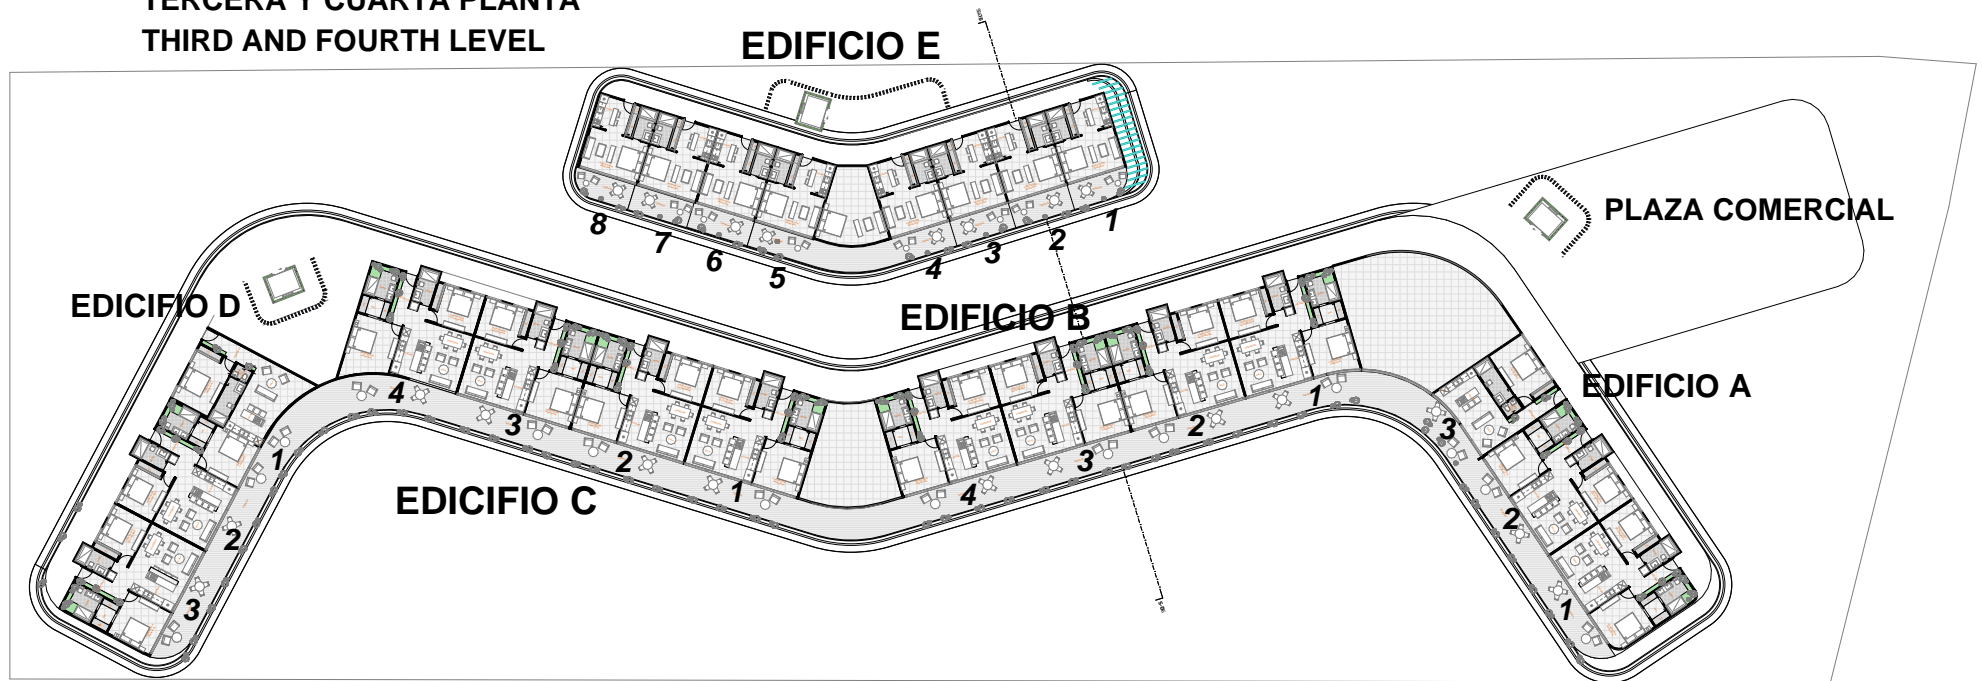 TERCERA Y CUARTA PLANTA
THIRD AND FOURTH LEVEL
EDIFICIO E
PLAZA COMERCIAL
8
7
6
5
4
3
2
1
EDICIFIO D
EDIFICIO B
EDIFICIO A
4
3
2
1
EDICIFIO C
4
3
2
1
1
2
3
3
2
1